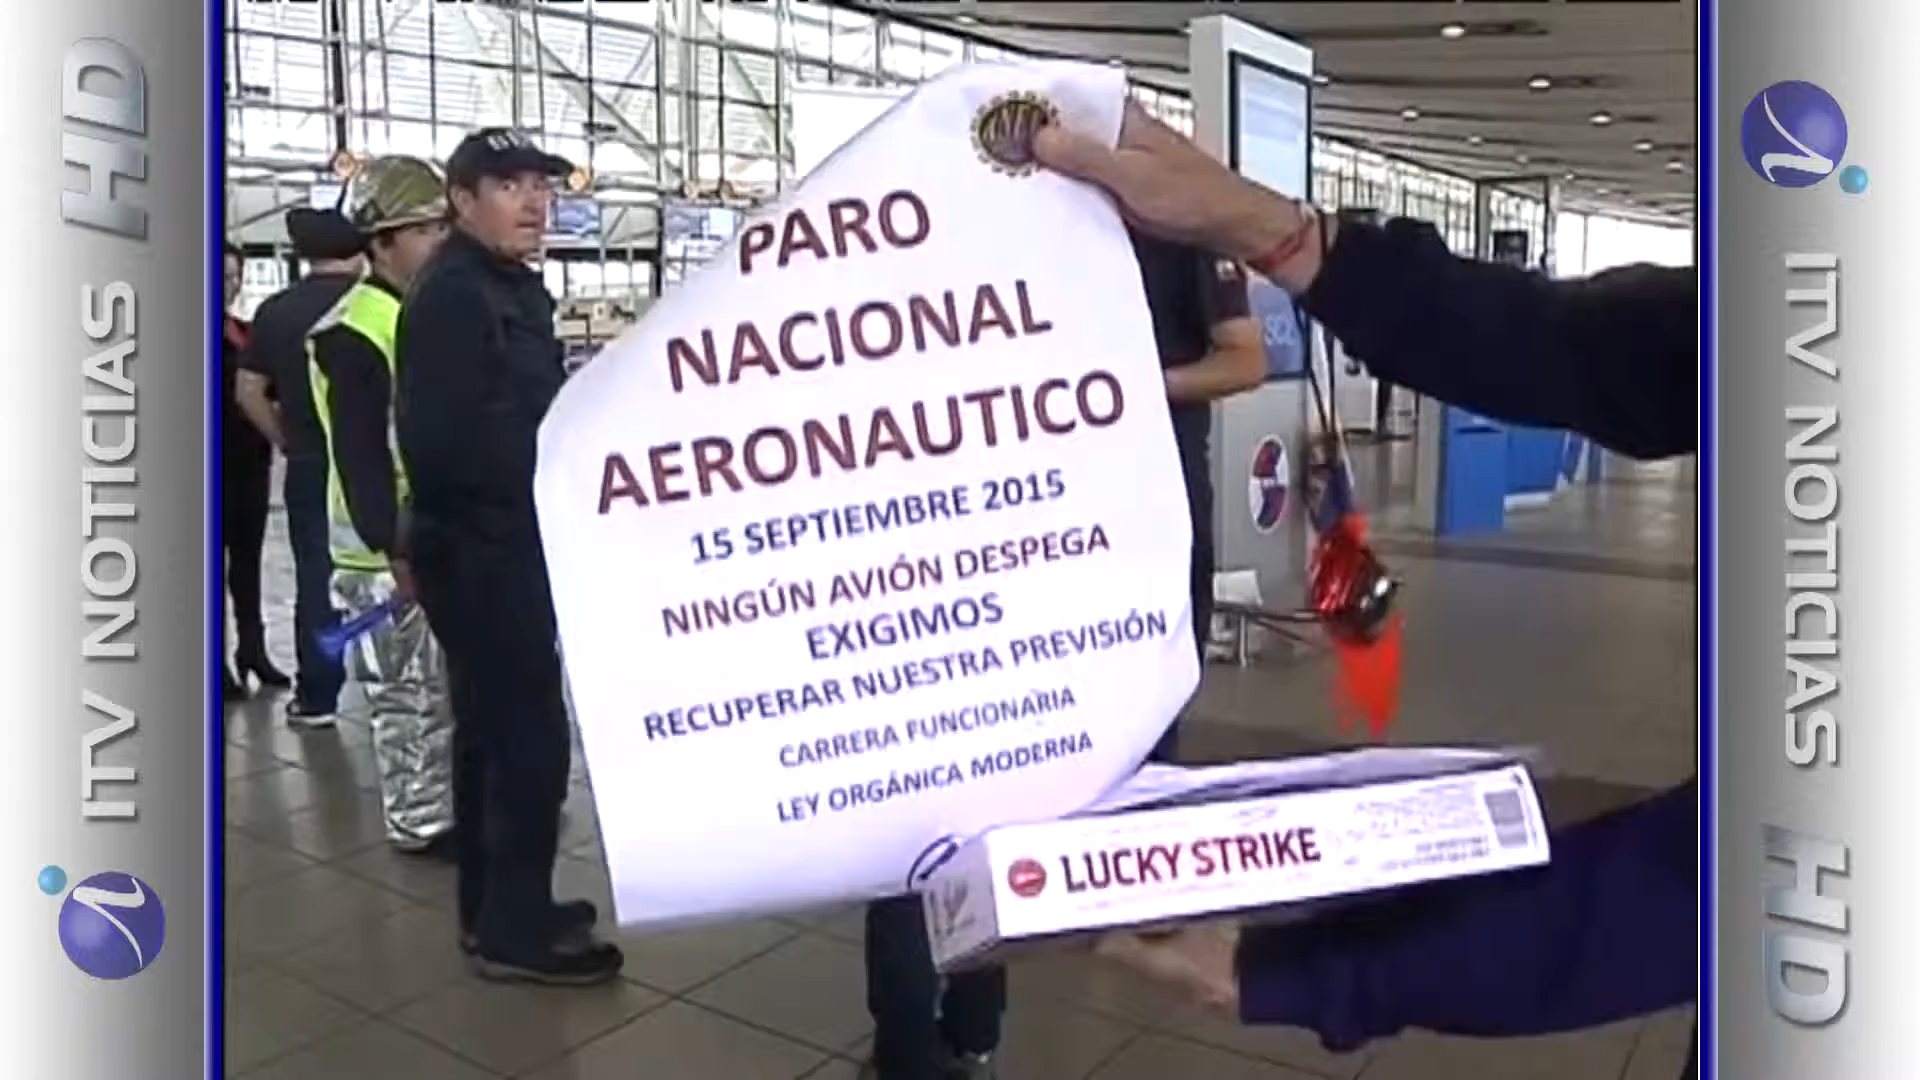 ITV NOTICIAS HD
PARO
NACIONAL
AERONAUTICO
15 SEPTIEMBRE 2015
NINGÚN AVIÓN DESPEGA
EXIGIMOS
RECUPERAR NUESTRA PREVISIÓN
CARRERA FUNCIONARIA
LEY ORGÁNICA MODERNA
LUCKY STRIKE
ITV NOTICIAS HD